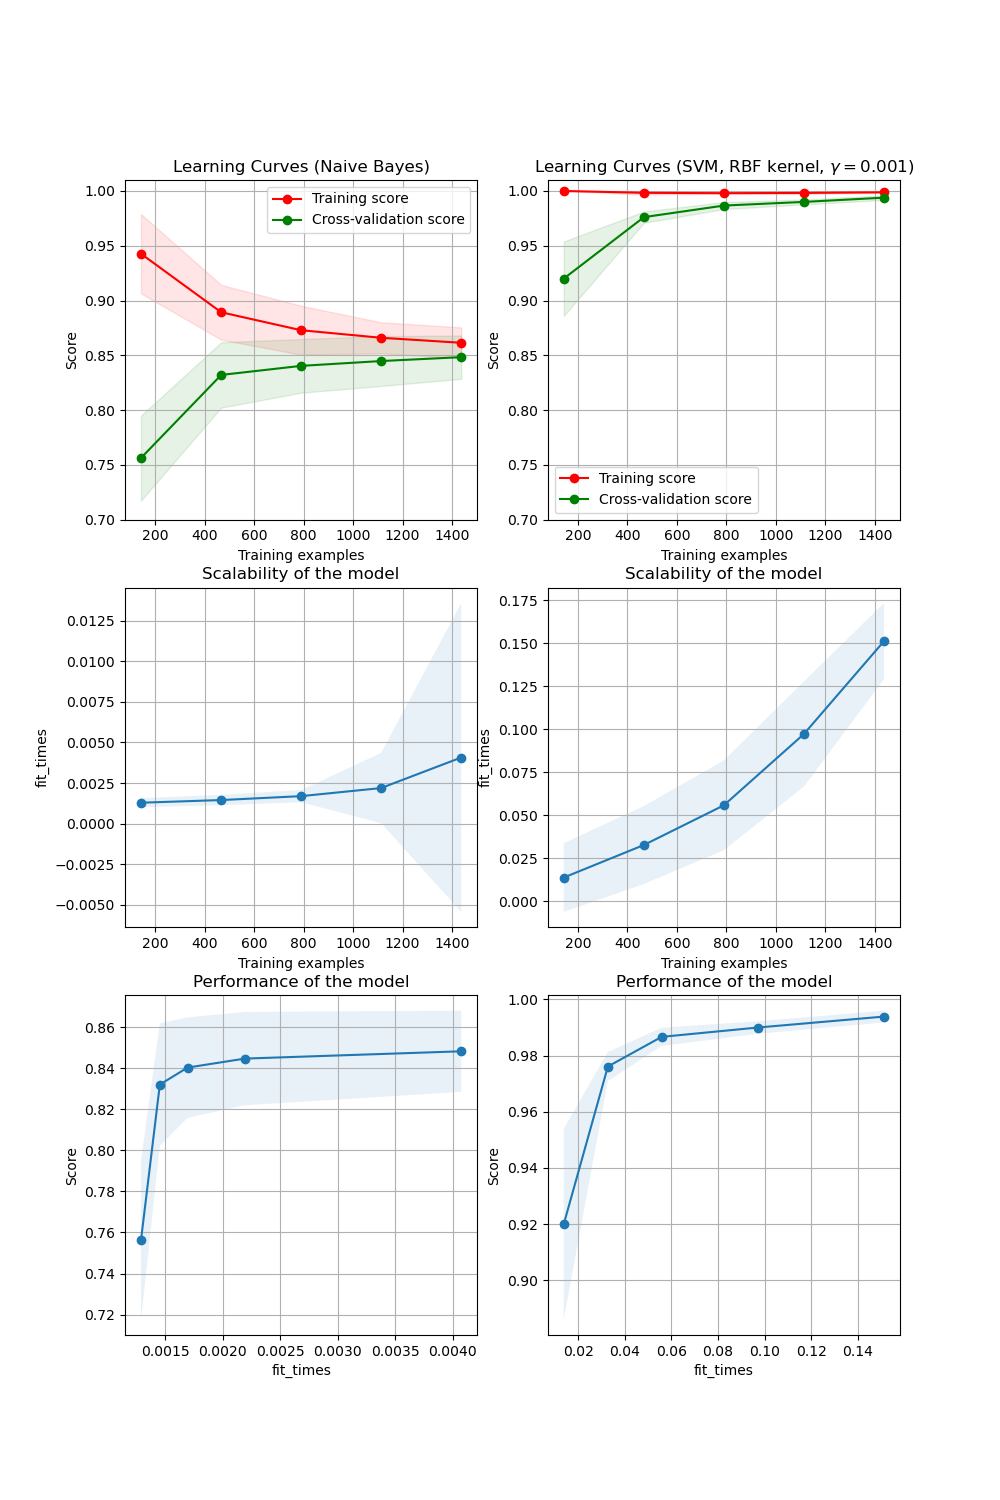 Learning Curves (Naive Bayes)
1.00
0.95
0.90
0.85
0.80
0.75
0.70
Score
Training score
Cross-validation score
200 400 600 800 1000 1200 1400
Training examples
Learning Curves (SVM, RBF kernel, γ = 0.001)
1.00
0.95
0.90
0.85
0.80
0.75
0.70
Score
Training score
Cross-validation score
200 400 600 800 1000 1200 1400
Training examples
Scalability of the model
0.0125
0.0100
0.0075
0.0050
0.0025
0.0000
−0.0025
−0.0050
fit_times
200 400 600 800 1000 1200 1400
Training examples
Scalability of the model
0.175
0.150
0.125
0.100
0.075
0.050
0.025
0.000
fit_times
200 400 600 800 1000 1200 1400
Training examples
Performance of the model
0.86
0.84
0.82
0.80
0.78
0.76
0.74
0.72
Score
0.0015 0.0020 0.0025 0.0030 0.0035 0.0040
fit_times
Performance of the model
1.00
0.98
0.96
0.94
0.92
0.90
Score
0.02 0.04 0.06 0.08 0.10 0.12 0.14
fit_times